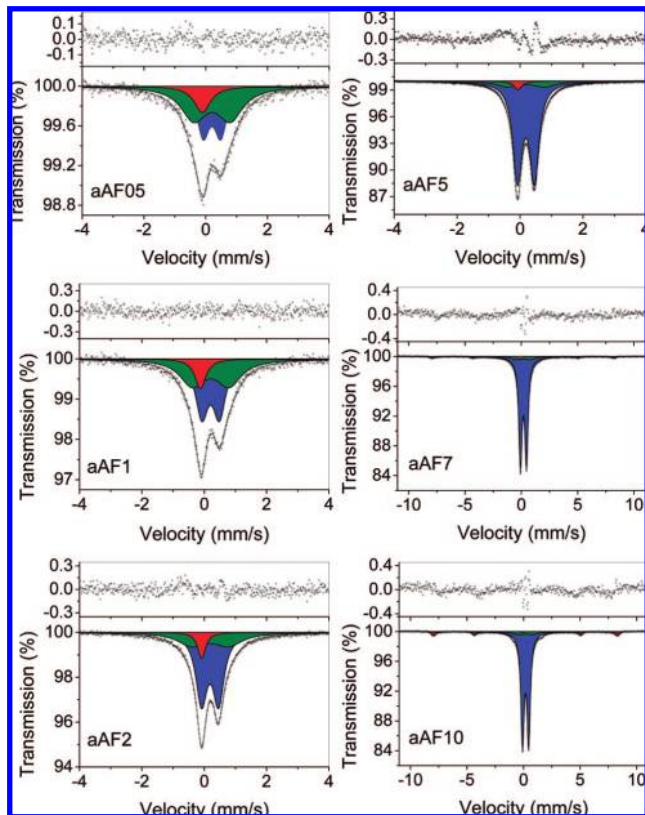 0.1
0.0
-0.1
100.0
99.6
99.2
98.8
Transmission (%)
aAF05
-4 -2 0 2 4
Velocity (mm/s)
0.3
0.0
-0.3
99
96
93
90
87
Transmission (%)
aAF5
-4 -2 0 2 4
Velocity (mm/s)
0.3
0.0
-0.3
100
99
98
97
Transmission (%)
aAF1
-4 -2 0 2 4
Velocity (mm/s)
0.4
0.0
-0.4
100
96
92
88
84
Transmission (%)
aAF7
-10 -5 0 5 10
Velocity (mm/s)
0.3
0.0
-0.3
100
98
96
94
Transmission (%)
aAF2
-4 -2 0 2 4
Velocity (mm/s)
0.4
0.0
-0.4
100
96
92
88
84
Transmission (%)
aAF10
-10 -5 0 5 10
Velocity (mm/s)